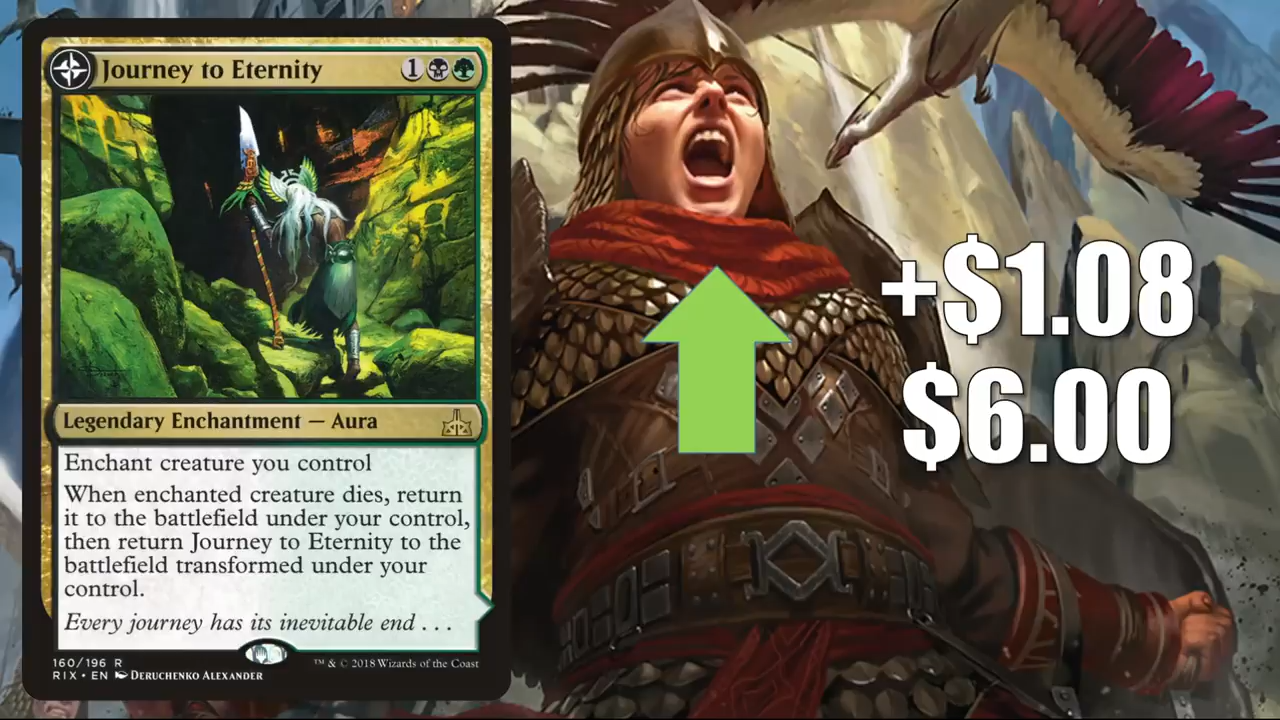 Journey to Eternity 1
Legendary Enchantment — Aura
Enchant creature you control
When enchanted creature dies, return
it to the battlefield under your control,
then return Journey to Eternity to the
battlefield transformed under your
control.
Every journey has its inevitable end . . .
160/196 R
RIX • EN DERUCHENKO ALEXANDER
™ & © 2018 Wizards of the Coast
+$1.08
$6.00